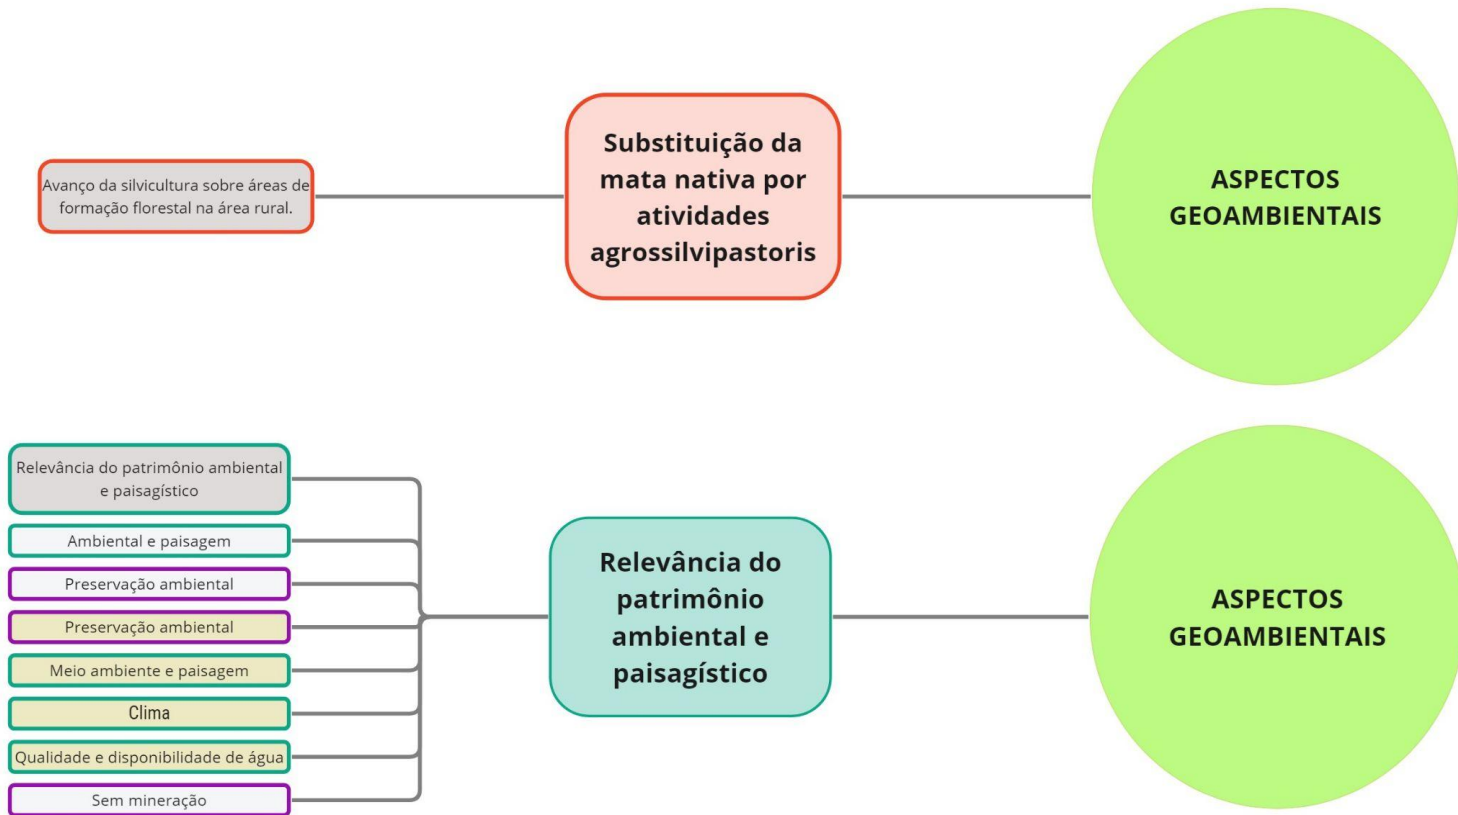 Avanço da silvicultura sobre áreas de
formação florestal na área rural.
Substituição da
mata nativa por
atividades
agrossilvipastoris
ASPECTOS
GEOAMBIENTAIS
Relevância do patrimônio ambiental
e paisagístico
Ambiental e paisagem
Preservação ambiental
Preservação ambiental
Meio ambiente e paisagem
Clima
Qualidade e disponibilidade de água
Sem mineração
Relevância do
patrimônio
ambiental e
paisagístico
ASPECTOS
GEOAMBIENTAIS